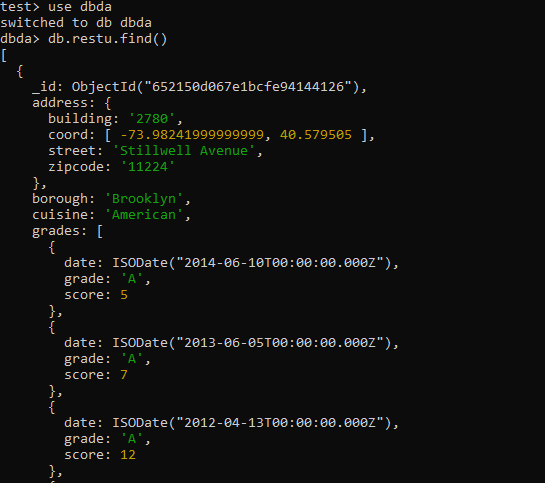 test> use dbda
switched to db dbda
dbda> db.restu.find()
[
  {
    _id: ObjectId("652150d067e1bcfe94144126"),
    address: {
      building: '2780',
      coord: [ -73.98241999999999, 40.579505 ],
      street: 'Stillwell Avenue',
      zipcode: '11224'
    },
    borough: 'Brooklyn',
    cuisine: 'American',
    grades: [
      {
        date: ISODate("2014-06-10T00:00:00.000Z"),
        grade: 'A',
        score: 5
      },
      {
        date: ISODate("2013-06-05T00:00:00.000Z"),
        grade: 'A',
        score: 7
      },
      {
        date: ISODate("2012-04-13T00:00:00.000Z"),
        grade: 'A',
        score: 12
      },